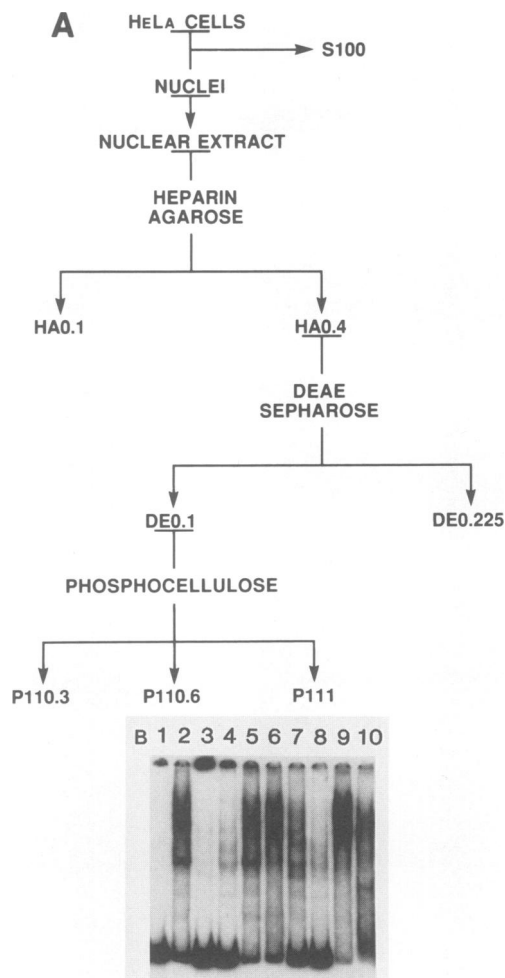 A
HELA CELLS
S100
NUCLEI
NUCLEAR EXTRACT
HEPARIN
AGAROSE
HA0.1
HA0.4
DEAE
SEPHAROSE
DE0.1
DE0.225
PHOSPHOCELLULOSE
P110.3
P110.6
P111
B 1 2 3 4 5 6 7 8 9 10